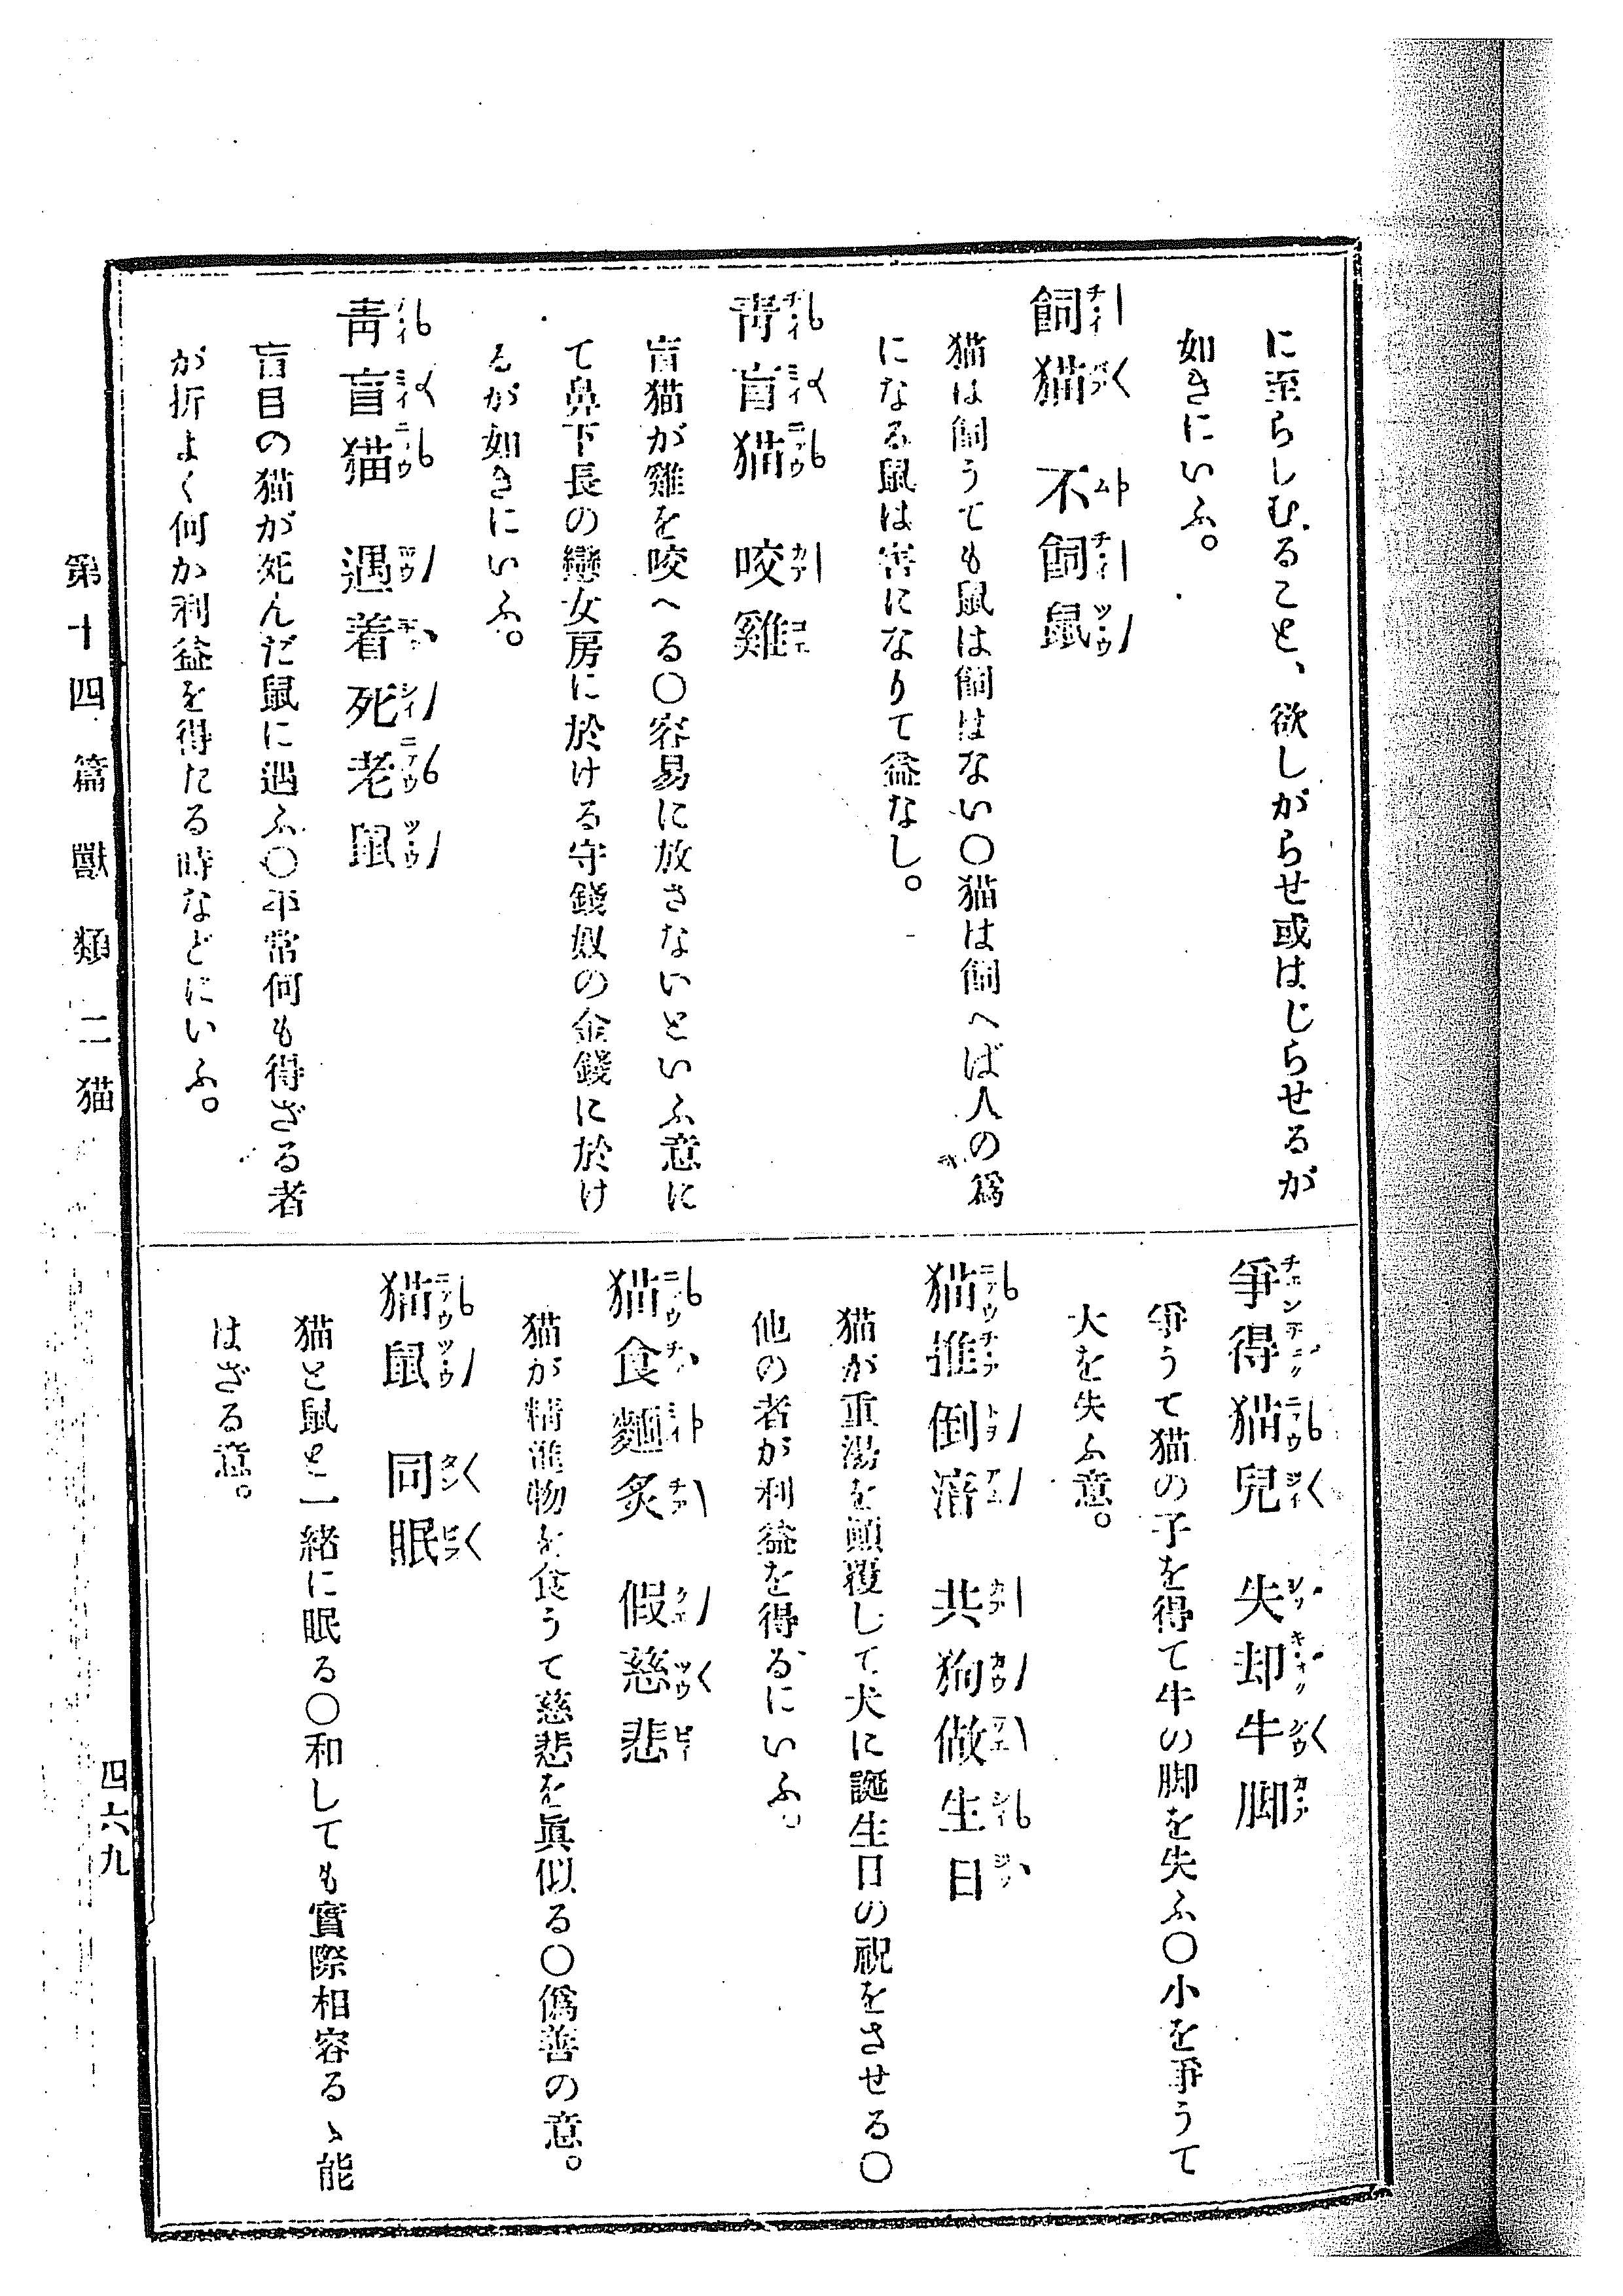 に至らしむること、欲しがらせ或はじらせるが
如きにいふ。
飼猫　不飼鼠
猫は飼うても鼠は飼はない〇猫は飼へば人の爲
になる鼠は害になりて益なし。
靑盲猫　咬雞
盲猫が雞を咬へる〇容易に放さないといふ意に
て鼻下長の戀女房に於ける守錢奴の金錢に於け
るが如きにいふ。
靑盲猫　遇着死老鼠
盲目の猫が死んだ鼠に遇ふ〇平常何も得ざる者
が折よく何か利益を得たる時などにいふ。
爭得猫兒　失却牛脚
爭うて猫の子を得て牛の脚を失ふ〇小を爭うて
大を失ふ意。
猫推倒　共狗做生日
猫が重湯を顚覆して犬に誕生日の祝をさせる〇
他の者が利益を得るにいふ。
猫食麵炙　假慈悲
猫が精進物を食うて慈悲を眞似る〇僞善の意。
猫鼠　同眠
猫と鼠と一緒に眠る〇和しても實際相容るゝ能
はざる意。
第十四篇　獸類　二猫
四六九